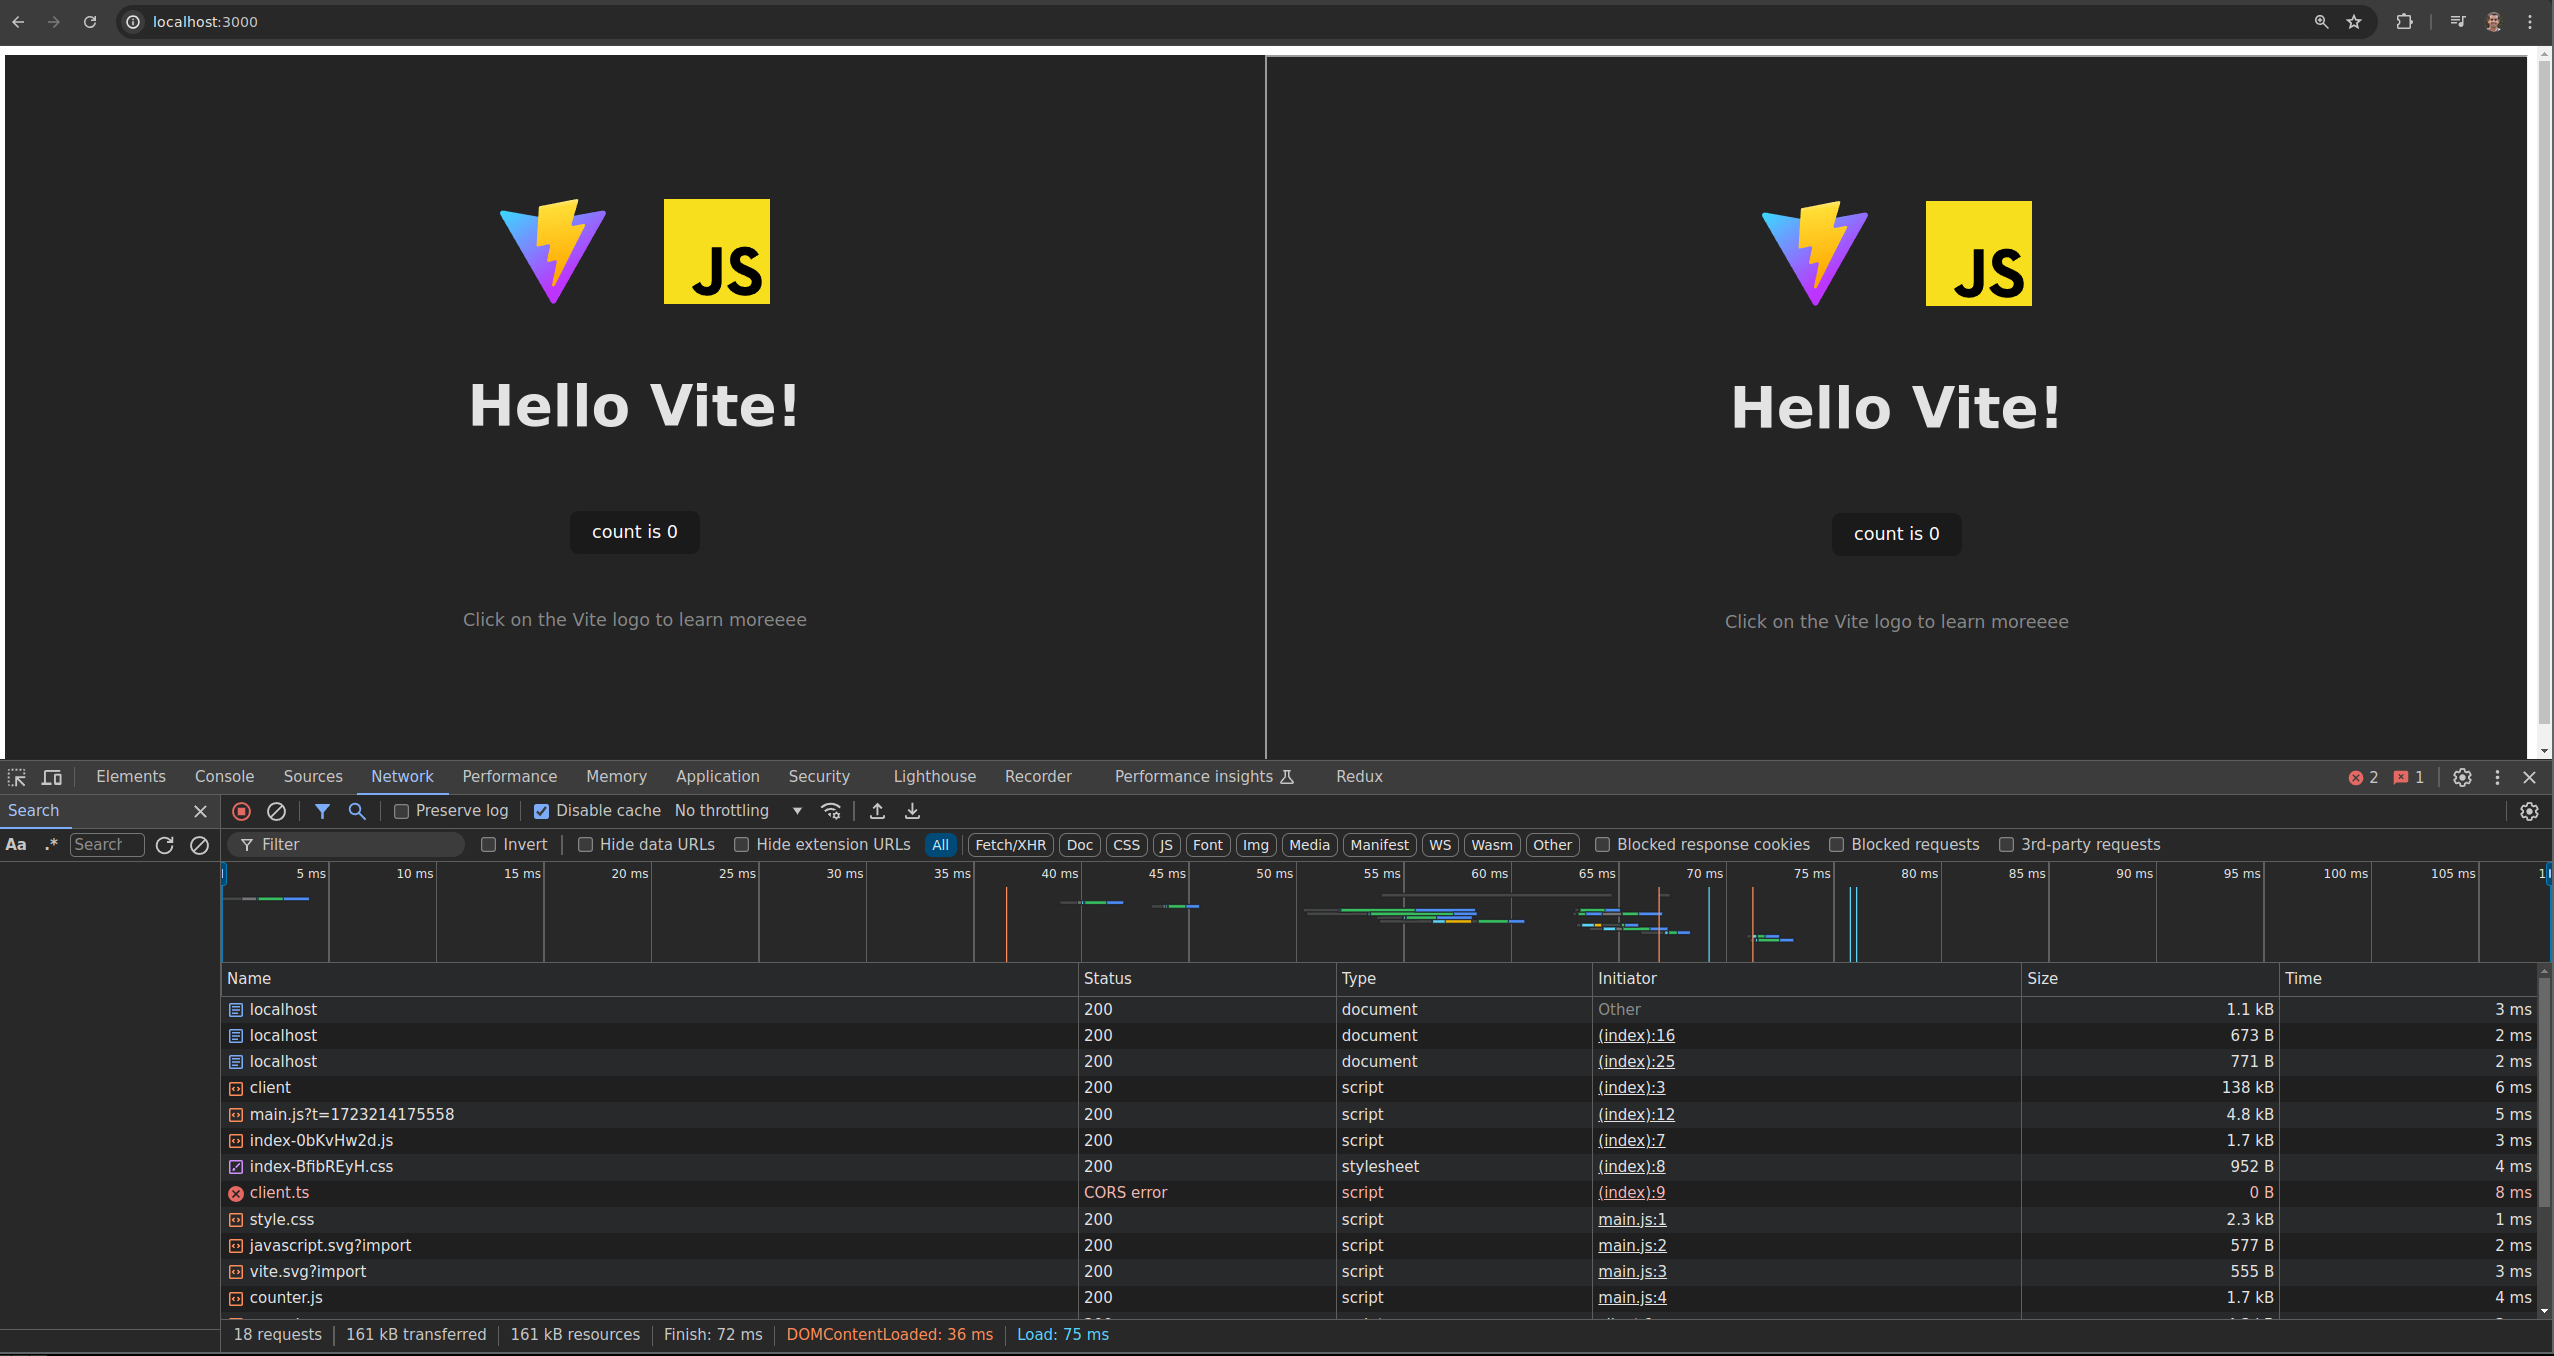 localhost:3000
JS JS
Hello Vite! Hello Vite!
count is 0 count is 0
Click on the Vite logo to learn moreeee Click on the Vite logo to learn moreeee
Elements Console Sources Network Performance Memory Application Security Lighthouse Recorder Performance insights Redux 2 1
Search Preserve log Disable cache No throttling
Aa .* Search Filter Invert Hide data URLs Hide extension URLs All Fetch/XHR Doc CSS JS Font Img Media Manifest WS Wasm Other Blocked response cookies Blocked requests 3rd-party requests
5 ms 10 ms 15 ms 20 ms 25 ms 30 ms 35 ms 40 ms 45 ms 50 ms 55 ms 60 ms 65 ms 70 ms 75 ms 80 ms 85 ms 90 ms 95 ms 100 ms 105 ms
Name Status Type Initiator Size Time
localhost 200 document Other 1.1 kB 3 ms
localhost 200 document (index):16 673 B 2 ms
localhost 200 document (index):25 771 B 2 ms
client 200 script (index):3 138 kB 6 ms
main.js?t=1723214175558 200 script (index):12 4.8 kB 5 ms
index-0bKvHw2d.js 200 script (index):7 1.7 kB 3 ms
index-BfibREyH.css 200 stylesheet (index):8 952 B 4 ms
client.ts CORS error script (index):9 0 B 8 ms
style.css 200 script main.js:1 2.3 kB 1 ms
javascript.svg?import 200 script main.js:2 577 B 2 ms
vite.svg?import 200 script main.js:3 555 B 3 ms
counter.js 200 script main.js:4 1.7 kB 4 ms
18 requests 161 kB transferred 161 kB resources Finish: 72 ms DOMContentLoaded: 36 ms Load: 75 ms